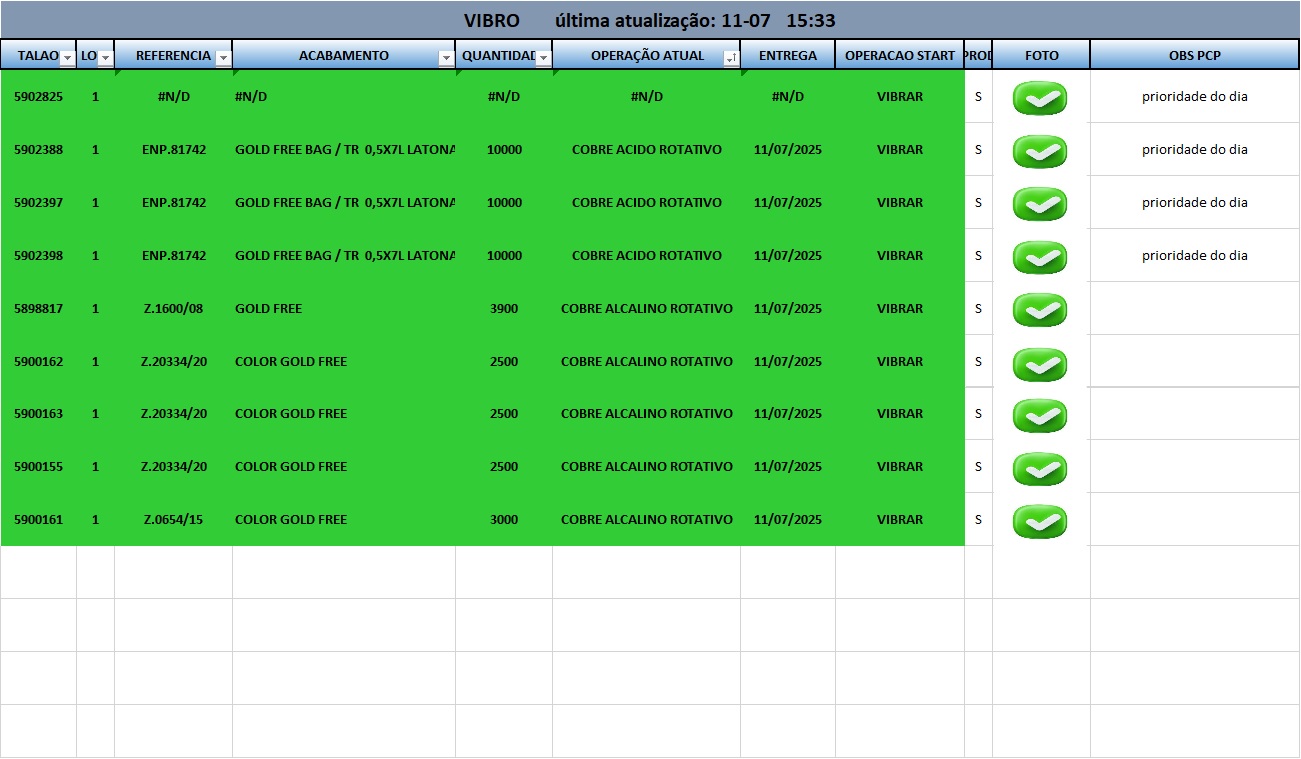 VIBRO última atualização: 11-07 15:33
TALAO LO REFERENCIA ACABAMENTO QUANTIDAD OPERAÇÃO ATUAL ENTREGA OPERACAO START PROD FOTO OBS PCP
5902825 1 #N/D #N/D #N/D #N/D #N/D VIBRAR S prioridade do dia
5902388 1 ENP.81742 GOLD FREE BAG / TR 0,5X7L LATONA 10000 COBRE ACIDO ROTATIVO 11/07/2025 VIBRAR S prioridade do dia
5902397 1 ENP.81742 GOLD FREE BAG / TR 0,5X7L LATONA 10000 COBRE ACIDO ROTATIVO 11/07/2025 VIBRAR S prioridade do dia
5902398 1 ENP.81742 GOLD FREE BAG / TR 0,5X7L LATONA 10000 COBRE ACIDO ROTATIVO 11/07/2025 VIBRAR S prioridade do dia
5898817 1 Z.1600/08 GOLD FREE 3900 COBRE ALCALINO ROTATIVO 11/07/2025 VIBRAR S
5900162 1 Z.20334/20 COLOR GOLD FREE 2500 COBRE ALCALINO ROTATIVO 11/07/2025 VIBRAR S
5900163 1 Z.20334/20 COLOR GOLD FREE 2500 COBRE ALCALINO ROTATIVO 11/07/2025 VIBRAR S
5900155 1 Z.20334/20 COLOR GOLD FREE 2500 COBRE ALCALINO ROTATIVO 11/07/2025 VIBRAR S
5900161 1 Z.0654/15 COLOR GOLD FREE 3000 COBRE ALCALINO ROTATIVO 11/07/2025 VIBRAR S